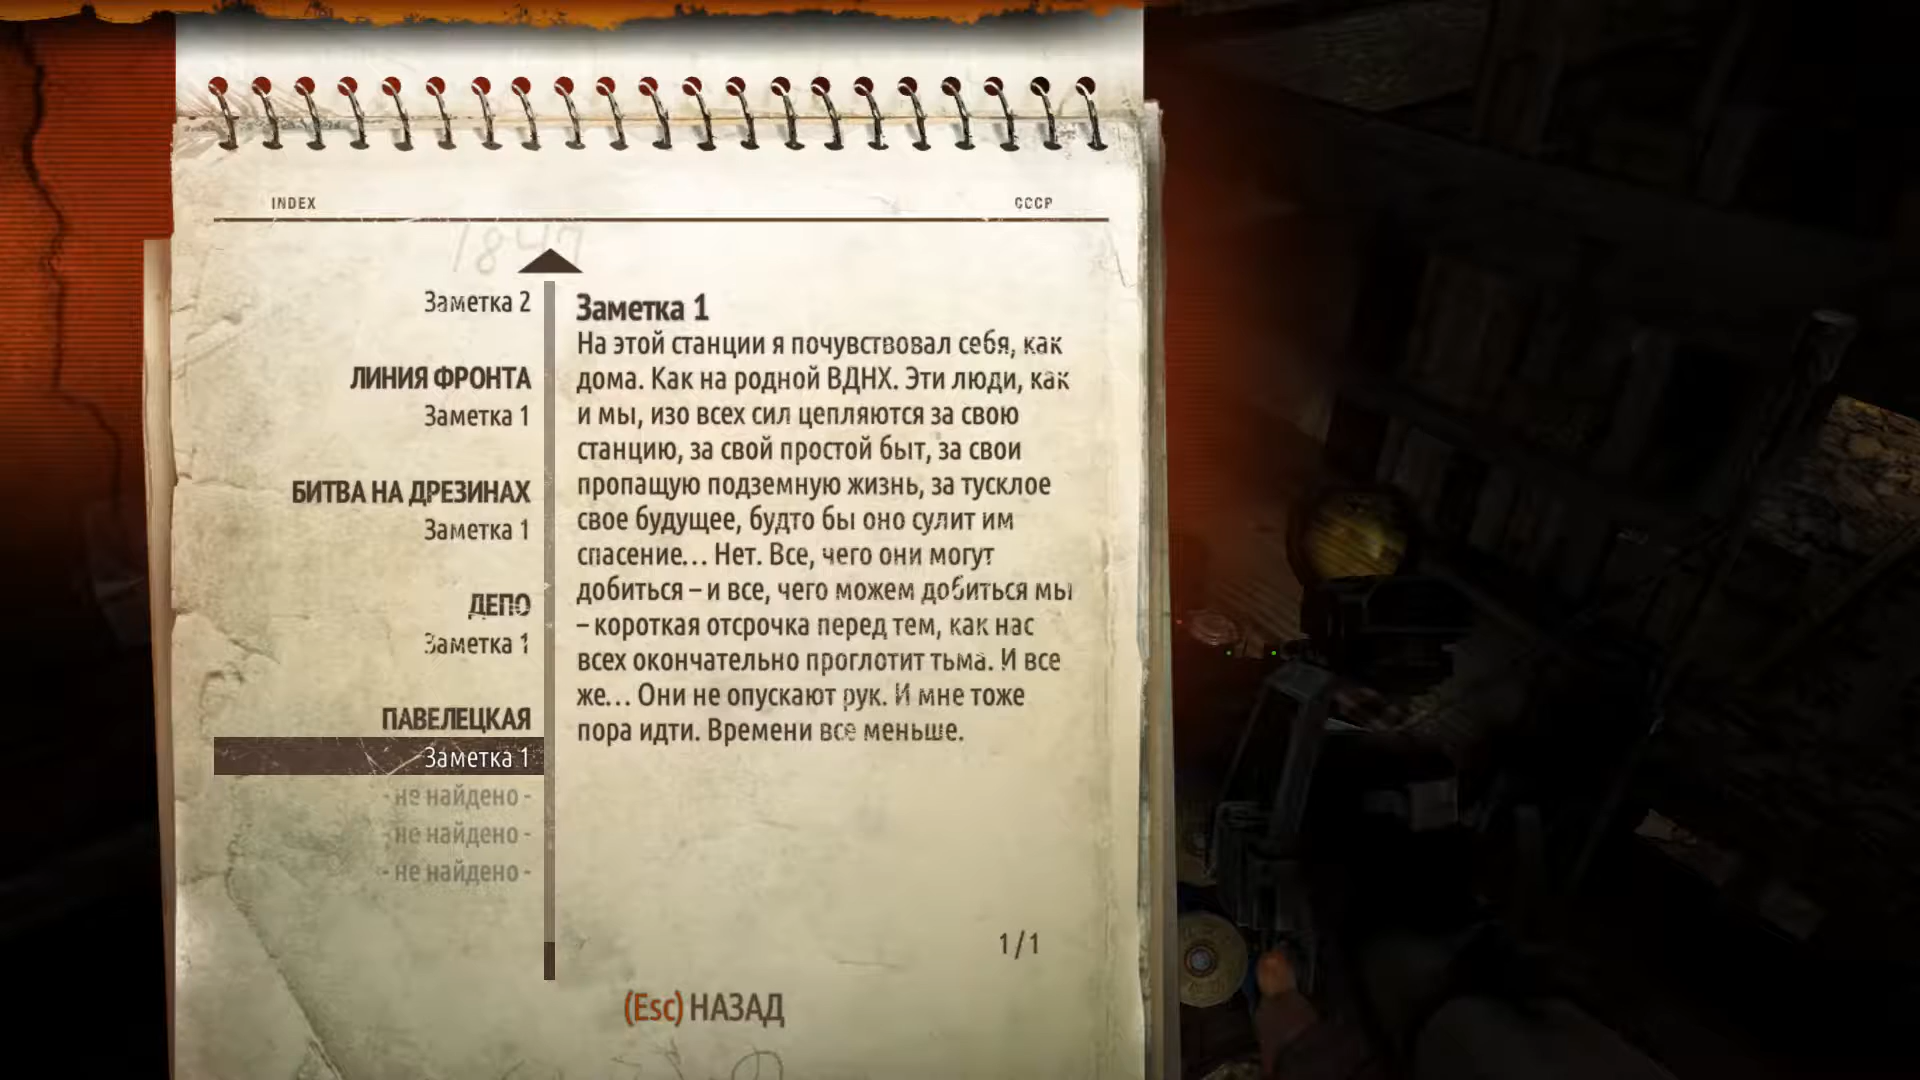 INDEX
СССР
1847
Заметка 2
ЛИНИЯ ФРОНТА
Заметка 1
БИТВА НА ДРЕЗИНАХ
Заметка 1
ДЕПО
Заметка 1
ПАВЕЛЕЦКАЯ
Заметка 1
- не найдено -
- не найдено -
- не найдено -
Заметка 1
На этой станции я почувствовал себя, как
дома. Как на родной ВДНХ. Эти люди, как
и мы, изо всех сил цепляются за свою
станцию, за свой простой быт, за свои
пропащую подземную жизнь, за тусклое
свое будущее, будто бы оно сулит им
спасение... Нет. Все, чего они могут
добиться – и все, чего можем добиться мы
– короткая отсрочка перед тем, как нас
всех окончательно проглотит тьма. И все
же... Они не опускают рук. И мне тоже
пора идти. Времени все меньше.
1/1
(Esc) НАЗАД